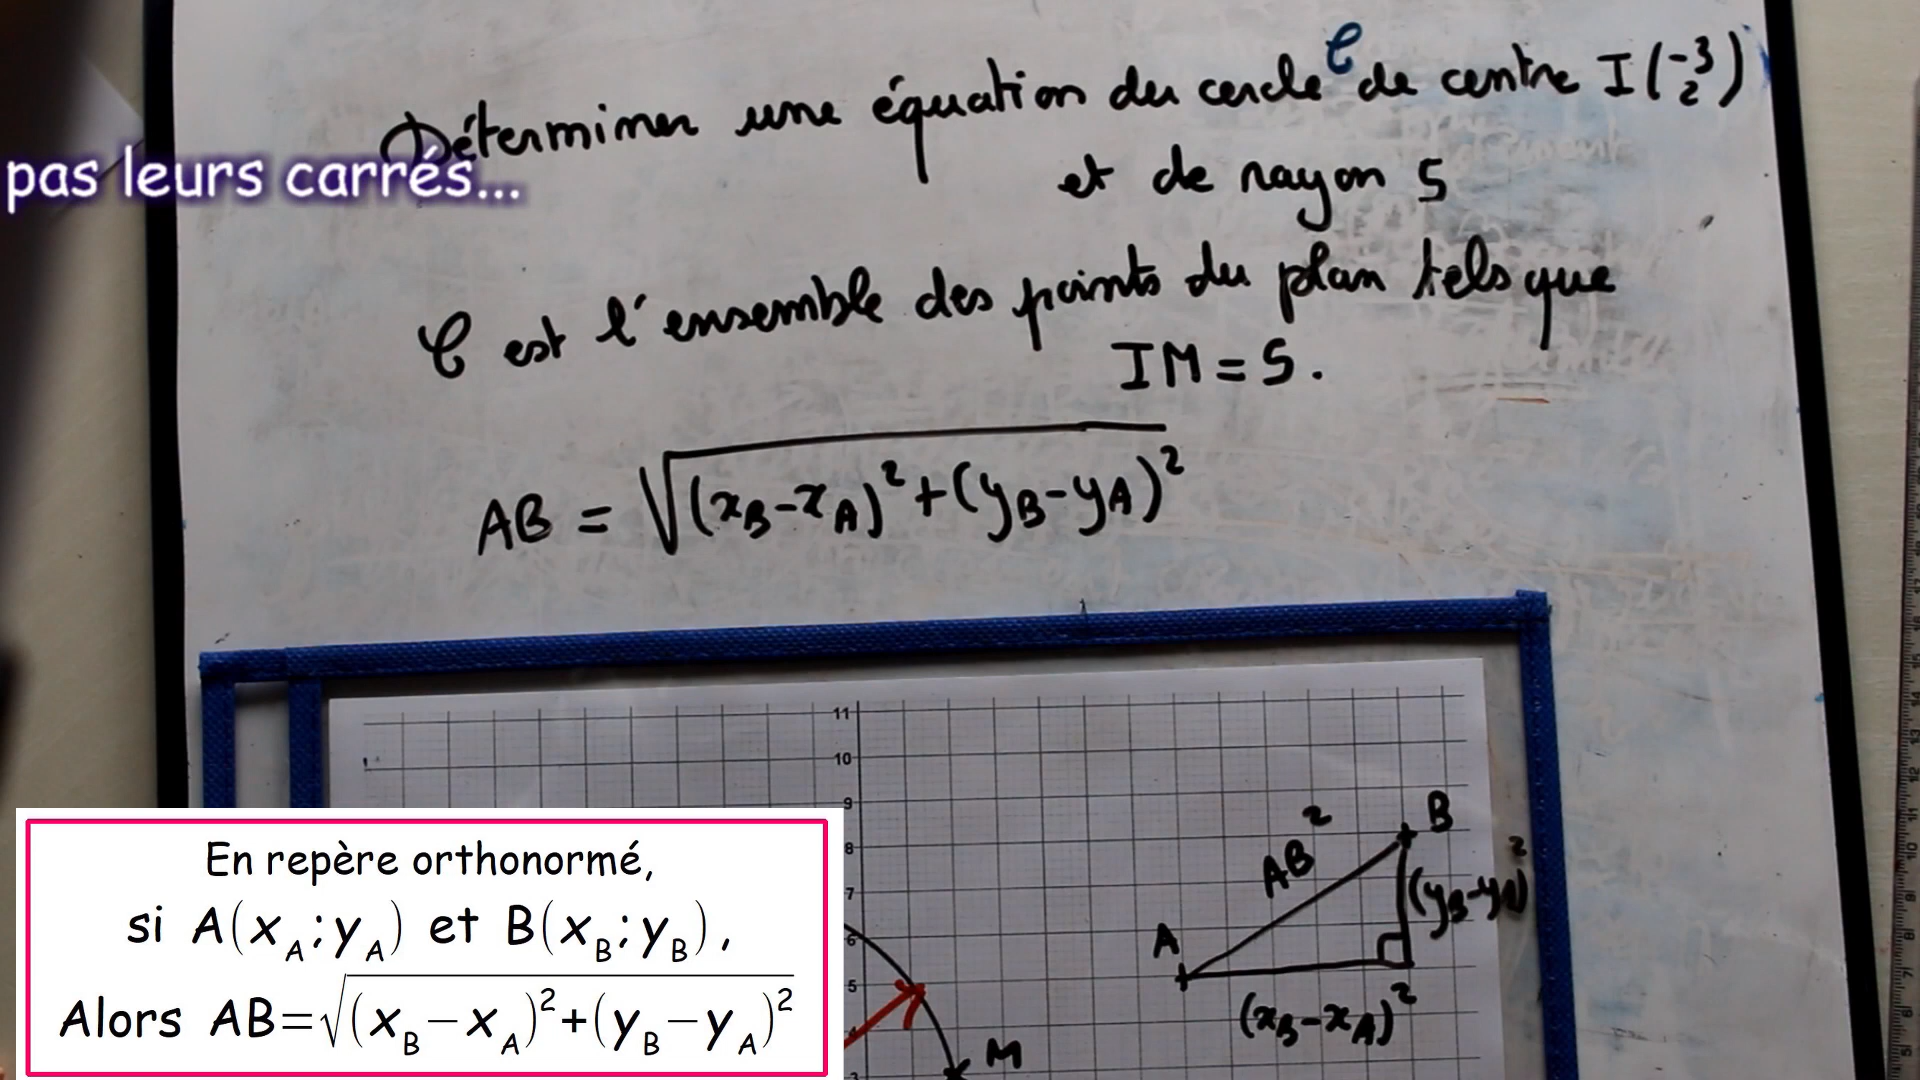 Déterminer une équation du cercle C de centre I(-3 2)
et de rayon 5
pas leurs carrés...
C est l'ensemble des points du plan tels que
IM = 5.
AB = √(x_B - x_A)² + (y_B - y_A)²
11
10
9
8
7
6
5
3
AB²
B
(y_B - y_A)²
A
(x_B - x_A)²
M
En repère orthonormé,
si A(x_A ; y_A) et B(x_B ; y_B) ,
Alors AB=√(x_B − x_A)²+(y_B − y_A)²